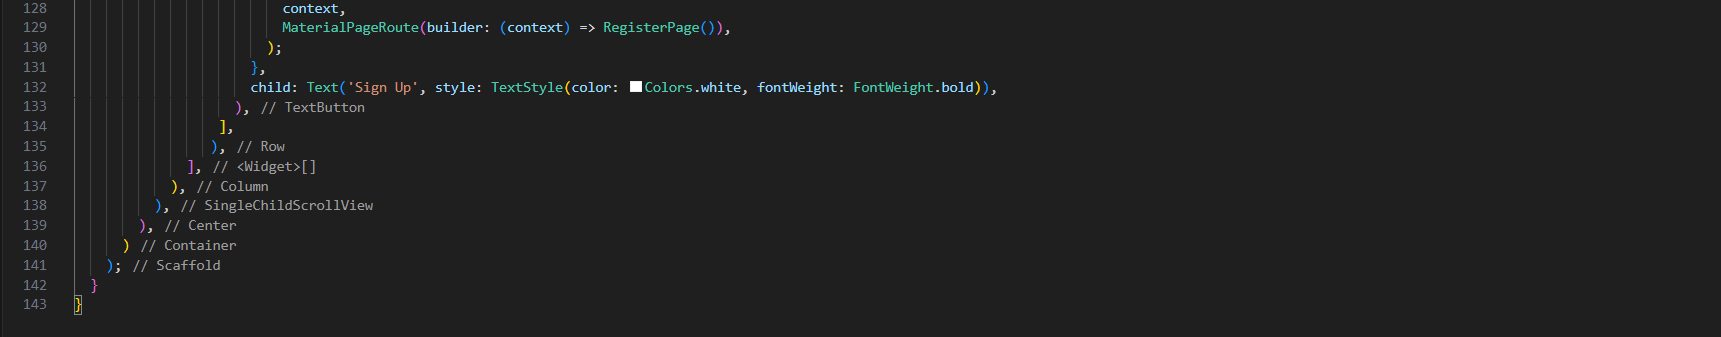 128 context,
129 MaterialPageRoute(builder: (context) => RegisterPage()),
130 );
131 },
132 child: Text('Sign Up', style: TextStyle(color: Colors.white, fontWeight: FontWeight.bold)),
133 ), // TextButton
134 ],
135 ), // Row
136 ], // <Widget>[]
137 ), // Column
138 ), // SingleChildScrollView
139 ), // Center
140 ) // Container
141 ); // Scaffold
142 }
143 }